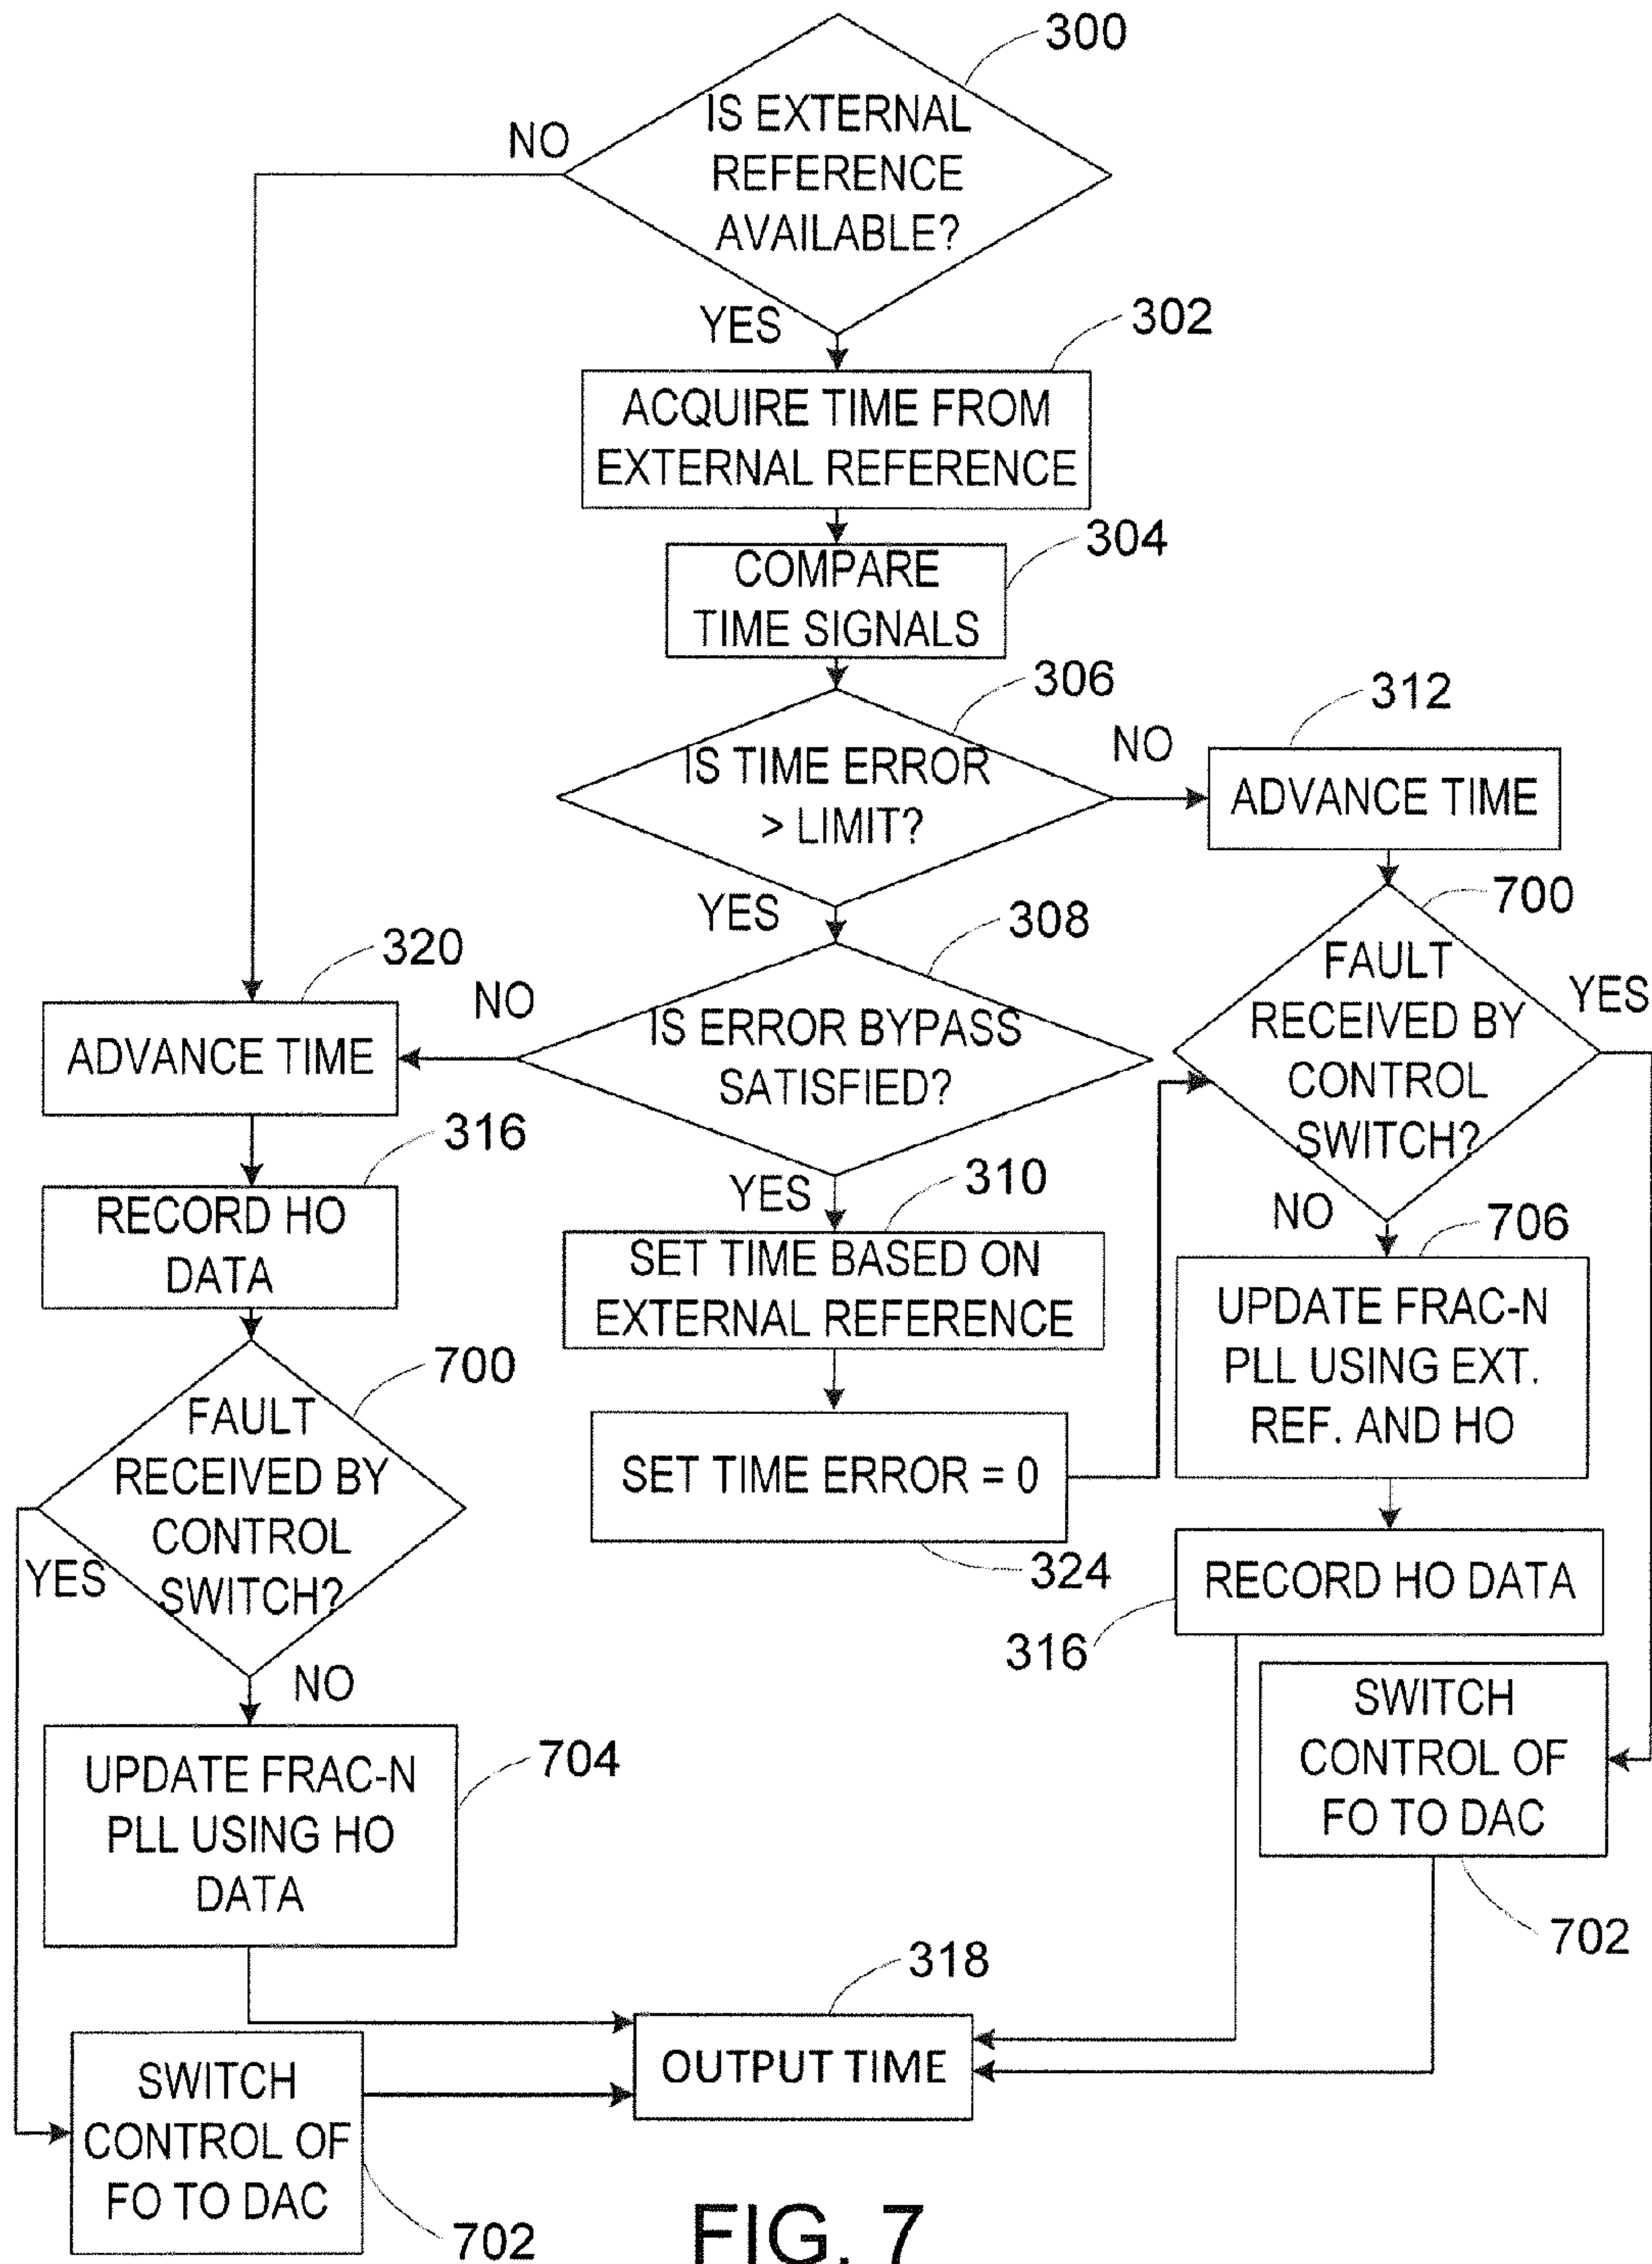 300
IS EXTERNAL
REFERENCE
AVAILABLE?
NO
YES
302
ACQUIRE TIME FROM
EXTERNAL REFERENCE
304
COMPARE
TIME SIGNALS
306
IS TIME ERROR
> LIMIT?
NO
YES
312
ADVANCE TIME
308
IS ERROR BYPASS
SATISFIED?
NO
YES
320
ADVANCE TIME
316
RECORD HO
DATA
700
FAULT
RECEIVED BY
CONTROL
SWITCH?
YES
NO
704
UPDATE FRAC-N
PLL USING HO
DATA
SWITCH
CONTROL OF
FO TO DAC
702
310
SET TIME BASED ON
EXTERNAL REFERENCE
SET TIME ERROR = 0
324
700
FAULT
RECEIVED BY
CONTROL
SWITCH?
YES
NO
706
UPDATE FRAC-N
PLL USING EXT.
REF. AND HO
RECORD HO DATA
316
SWITCH
CONTROL OF
FO TO DAC
702
318
OUTPUT TIME
FIG. 7